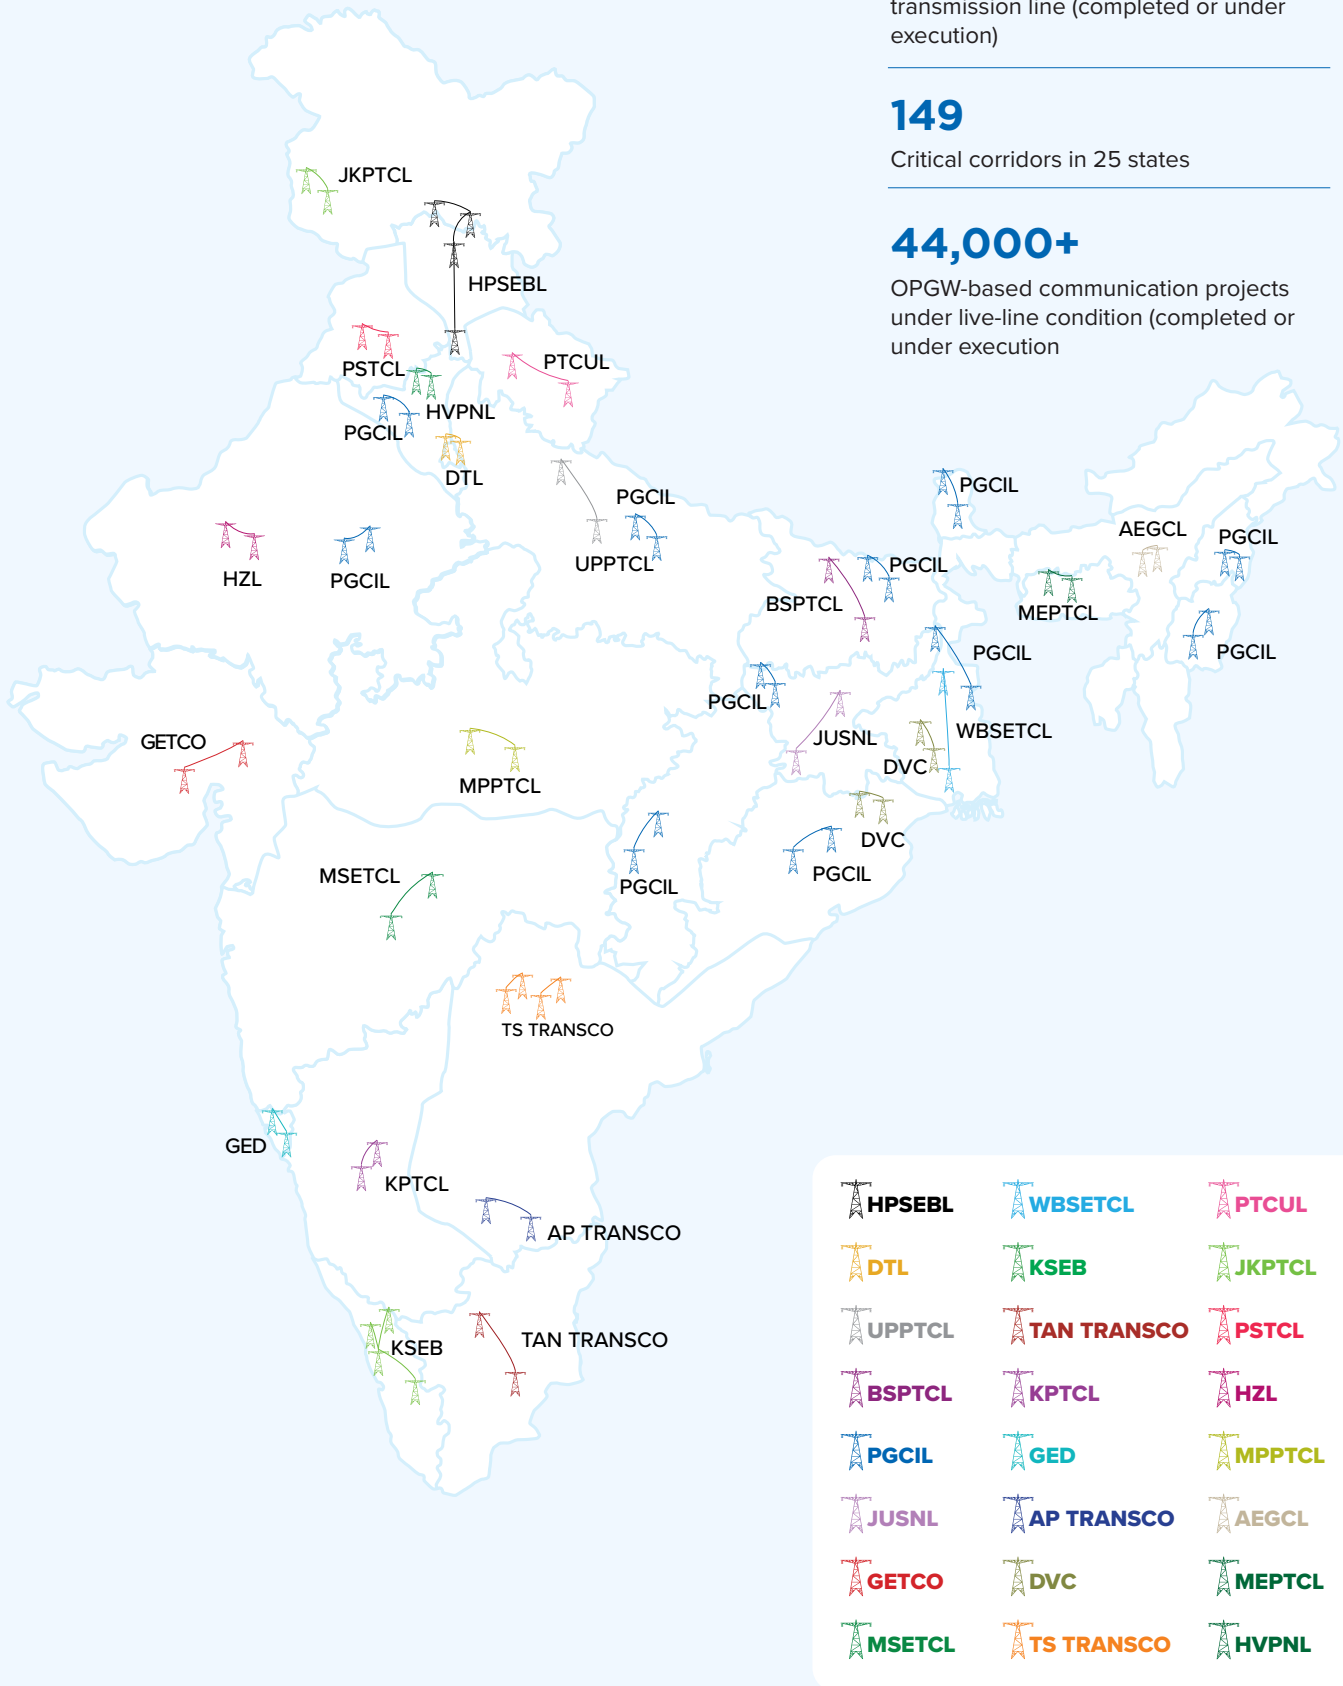 transmission line (completed or under
execution)
149
Critical corridors in 25 states
44,000+
OPGW-based communication projects
under live-line condition (completed or
under execution
JKPTCL
HPSEBL
PSTCL
PTCUL
HVPNL
PGCIL
DTL
PGCIL
PGCIL
UPPTCL
AEGCL
PGCIL
HZL
PGCIL
PGCIL
BSPTCL
MEPTCL
PGCIL
PGCIL
PGCIL
WBSETCL
GETCO
JUSNL
DVC
MPPTCL
DVC
MSETCL
PGCIL
PGCIL
TS TRANSCO
GED
KPTCL
AP TRANSCO
KSEB
TAN TRANSCO
HPSEBL
WBSETCL
PTCUL
DTL
KSEB
JKPTCL
UPPTCL
TAN TRANSCO
PSTCL
BSPTCL
KPTCL
HZL
PGCIL
GED
MPPTCL
JUSNL
AP TRANSCO
AEGCL
GETCO
DVC
MEPTCL
MSETCL
TS TRANSCO
HVPNL